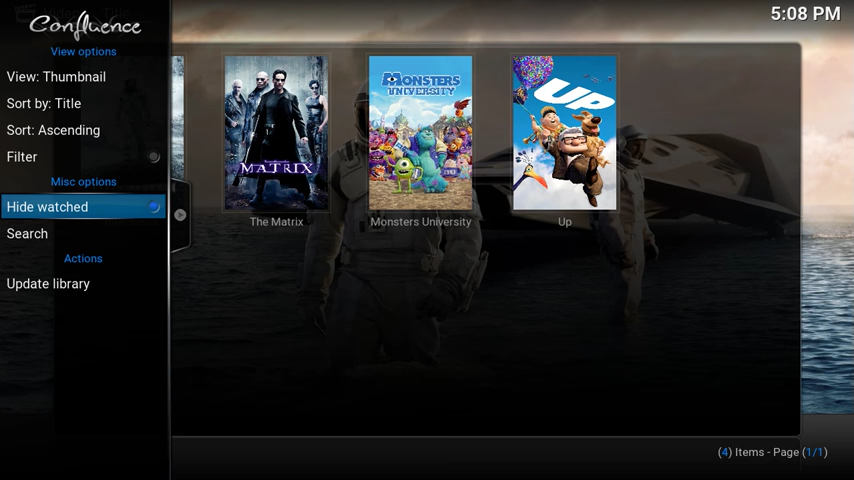 Confluence
5:08 PM
View options
View: Thumbnail
Sort by: Title
Sort: Ascending
Filter
Misc options
Hide watched
Search
Actions
Update library
MATRIX
MONSTERS
UNIVERSITY
UP
The Matrix
Monsters University
Up
(4) Items - Page (1/1)